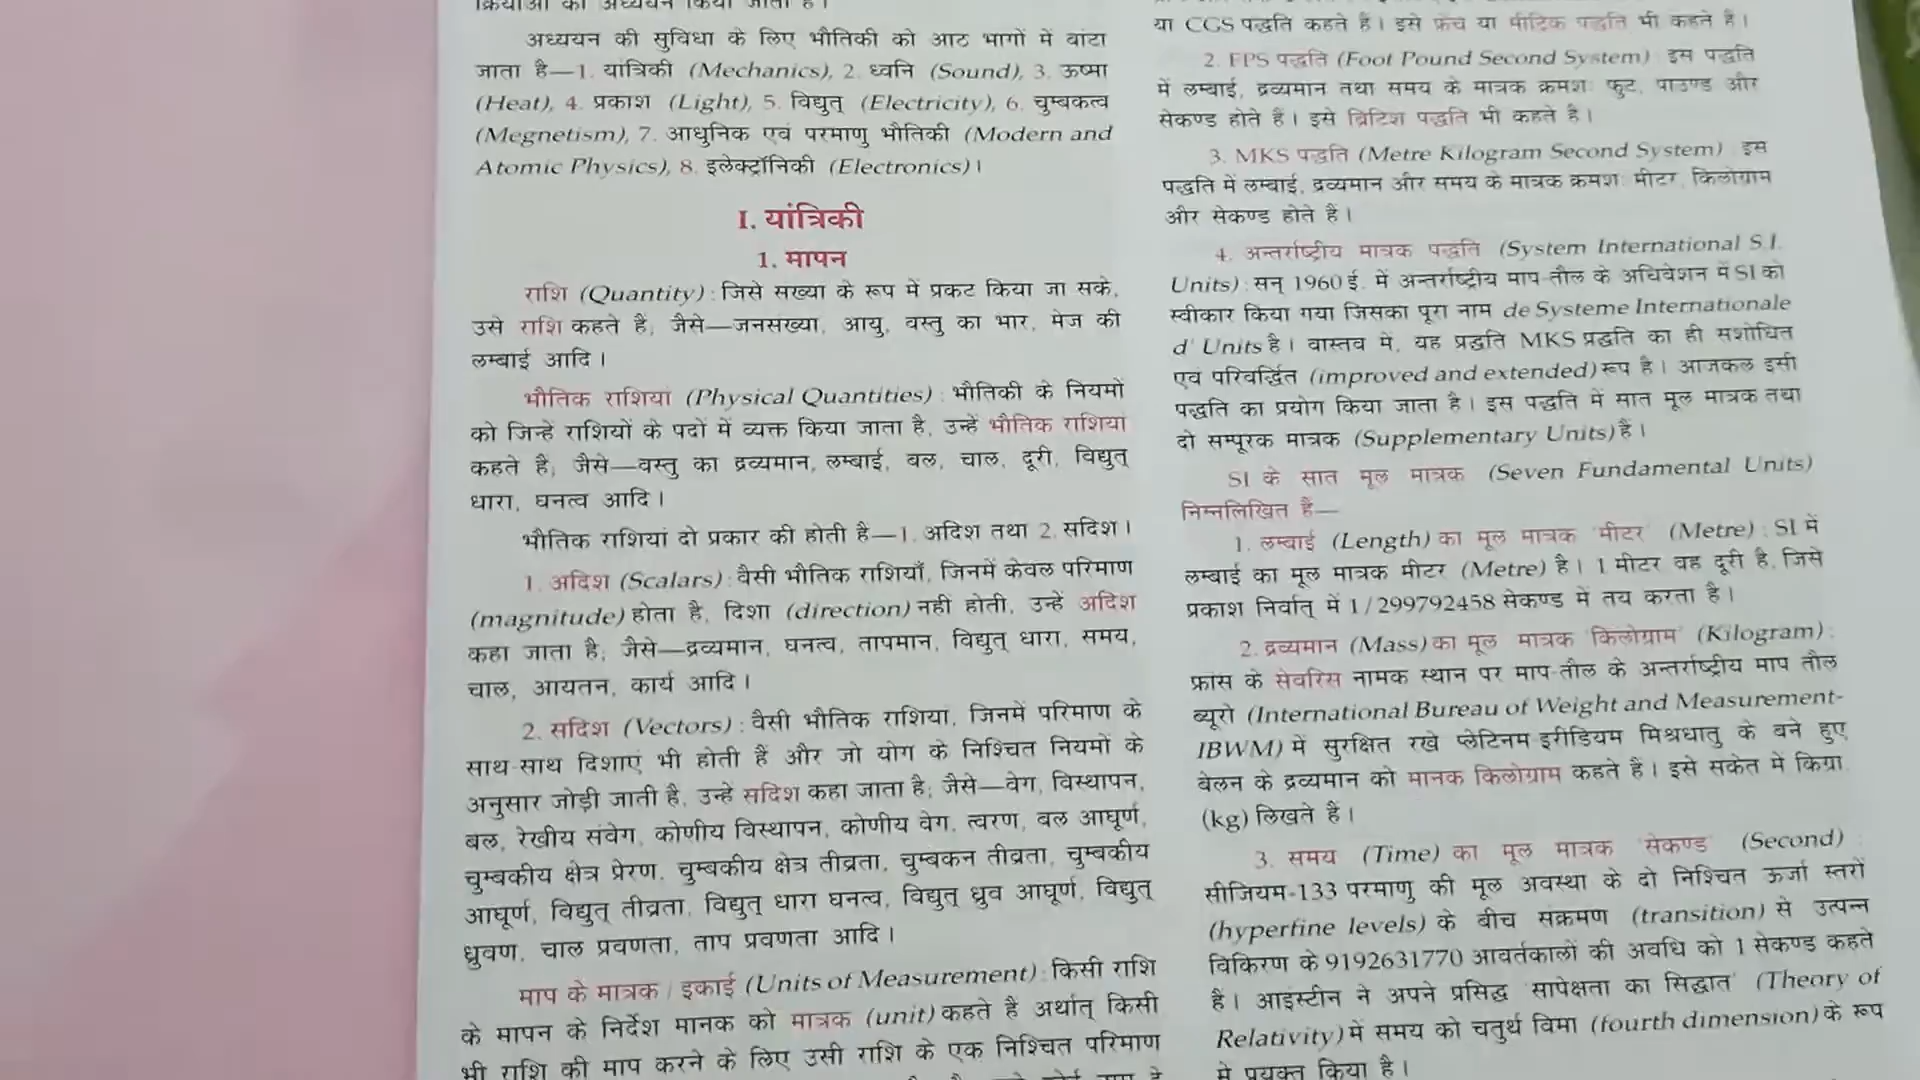 क्रियाओं का अध्ययन किया जाता है।
अध्ययन की सुविधा के लिए भौतिकी को आठ भागों में बांटा
जाता है—1. यांत्रिकी (Mechanics), 2. ध्वनि (Sound), 3. ऊष्मा
(Heat), 4. प्रकाश (Light), 5. विद्युत् (Electricity), 6. चुम्बकत्व
(Megnetism), 7. आधुनिक एवं परमाणु भौतिकी (Modern and
Atomic Physics), 8. इलेक्ट्रॉनिकी (Electronics)।
I. यांत्रिकी
1. मापन
राशि (Quantity) : जिसे संख्या के रूप में प्रकट किया जा सके,
उसे राशि कहते हैं; जैसे—जनसंख्या, आयु, वस्तु का भार, मेज की
लम्बाई आदि।
भौतिक राशियां (Physical Quantities) : भौतिकी के नियमों
को जिन्हें राशियों के पदों में व्यक्त किया जाता है, उन्हें भौतिक राशियां
कहते हैं; जैसे—वस्तु का द्रव्यमान, लम्बाई, बल, चाल, दूरी, विद्युत्
धारा, घनत्व आदि।
भौतिक राशियां दो प्रकार की होती है—1. अदिश तथा 2. सदिश।
1. अदिश (Scalars) : वैसी भौतिक राशियाँ, जिनमें केवल परिमाण
(magnitude) होता है, दिशा (direction) नहीं होती, उन्हें अदिश
कहा जाता है; जैसे—द्रव्यमान, घनत्व, तापमान, विद्युत् धारा, समय,
चाल, आयतन, कार्य आदि।
2. सदिश (Vectors) : वैसी भौतिक राशियां, जिनमें परिमाण के
साथ-साथ दिशाएं भी होती हैं और जो योग के निश्चित नियमों के
अनुसार जोड़ी जाती है, उन्हें सदिश कहा जाता है; जैसे—वेग, विस्थापन,
बल, रेखीय संवेग, कोणीय विस्थापन, कोणीय वेग, त्वरण, बल आघूर्ण,
चुम्बकीय क्षेत्र प्रेरण, चुम्बकीय क्षेत्र तीव्रता, चुम्बकन तीव्रता, चुम्बकीय
आघूर्ण, विद्युत् तीव्रता, विद्युत् धारा घनत्व, विद्युत् ध्रुव आघूर्ण, विद्युत्
ध्रुवण, चाल प्रवणता, ताप प्रवणता आदि।
माप के मात्रक / इकाई (Units of Measurement) : किसी राशि
के मापन के निर्देश मानक को मात्रक (unit) कहते हैं अर्थात् किसी
भी राशि की माप करने के लिए उसी राशि के एक निश्चित परिमाण
या CGS पद्धति कहते हैं। इसे फ्रेंच या मीट्रिक पद्धति भी कहते हैं।
2. FPS पद्धति (Foot Pound Second System) : इस पद्धति
में लम्बाई, द्रव्यमान तथा समय के मात्रक क्रमशः फुट, पाउण्ड और
सेकण्ड होते हैं। इसे ब्रिटिश पद्धति भी कहते है।
3. MKS पद्धति (Metre Kilogram Second System) : इस
पद्धति में लम्बाई, द्रव्यमान और समय के मात्रक क्रमशः मीटर, किलोग्राम
और सेकण्ड होते हैं।
4. अन्तर्राष्ट्रीय मात्रक पद्धति (System International S.I.
Units) : सन् 1960 ई. में अन्तर्राष्ट्रीय माप-तौल के अधिवेशन में SI को
स्वीकार किया गया जिसका पूरा नाम de Systeme Internationale
d' Units है। वास्तव में, यह प्रद्धति MKS प्रद्धति का ही संशोधित
एवं परिवर्द्धित (improved and extended) रूप है। आजकल इसी
पद्धति का प्रयोग किया जाता है। इस पद्धति में सात मूल मात्रक तथा
दो सम्पूरक मात्रक (Supplementary Units) हैं।
SI के सात मूल मात्रक (Seven Fundamental Units)
निम्नलिखित हैं—
1. लम्बाई (Length) का मूल मात्रक 'मीटर' (Metre) : SI में
लम्बाई का मूल मात्रक मीटर (Metre) है। 1 मीटर वह दूरी है, जिसे
प्रकाश निर्वात् में 1/299792458 सेकण्ड में तय करता है।
2. द्रव्यमान (Mass) का मूल मात्रक 'किलोग्राम' (Kilogram) :
फ्रांस के सेवरिस नामक स्थान पर माप-तौल के अन्तर्राष्ट्रीय माप तौल
ब्यूरो (International Bureau of Weight and Measurement-
IBWM) में सुरक्षित रखे प्लेटिनम-इरीडियम मिश्रधातु के बने हुए
बेलन के द्रव्यमान को मानक किलोग्राम कहते हैं। इसे संकेत में किग्रा.
(kg) लिखते हैं।
3. समय (Time) का मूल मात्रक 'सेकण्ड' (Second) :
सीजियम-133 परमाणु की मूल अवस्था के दो निश्चित ऊर्जा स्तरों
(hyperfine levels) के बीच संक्रमण (transition) से उत्पन्न
विकिरण के 9192631770 आवर्तकालों की अवधि को 1 सेकण्ड कहते
हैं। आइंस्टीन ने अपने प्रसिद्ध 'सापेक्षता का सिद्धांत' (Theory of
Relativity) में समय को चतुर्थ विमा (fourth dimension) के रूप
में प्रयुक्त किया है।